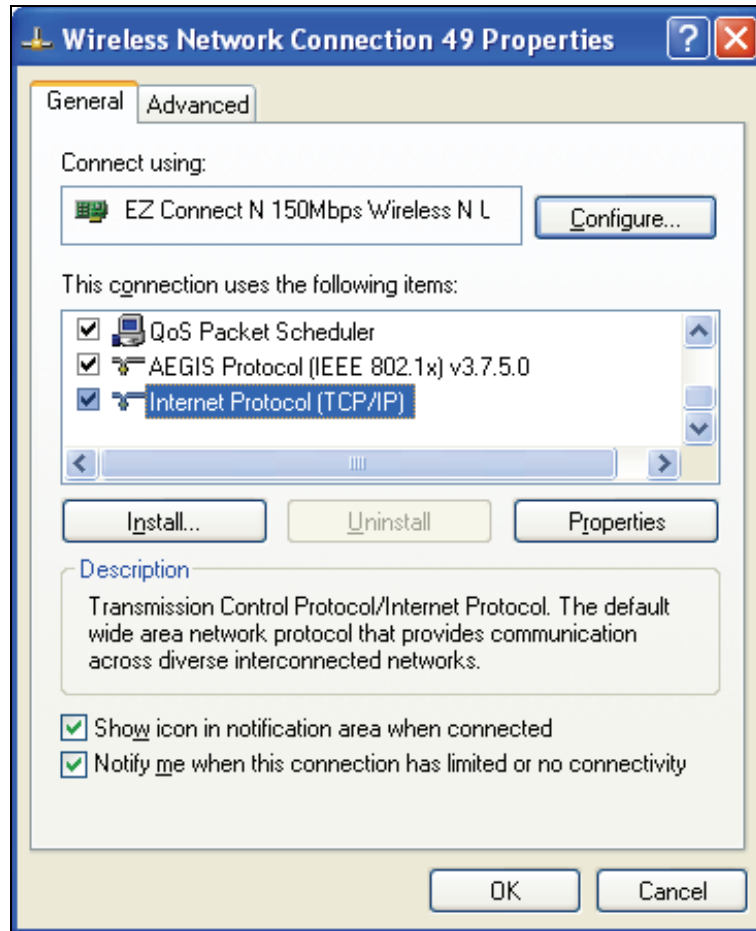 Wireless Network Connection 49 Properties
General
Advanced
Connect using:
EZ Connect N 150Mbps Wireless N
Configure...
This connection uses the following items:
QoS Packet Scheduler
AEGIS Protocol (IEEE 802.1x) v3.7.5.0
Internet Protocol (TCP/IP)
Install...
Uninstall
Properties
Description
Transmission Control Protocol/Internet Protocol. The default
wide area network protocol that provides communication
across diverse interconnected networks.
Show icon in notification area when connected
Notify me when this connection has limited or no connectivity
OK
Cancel